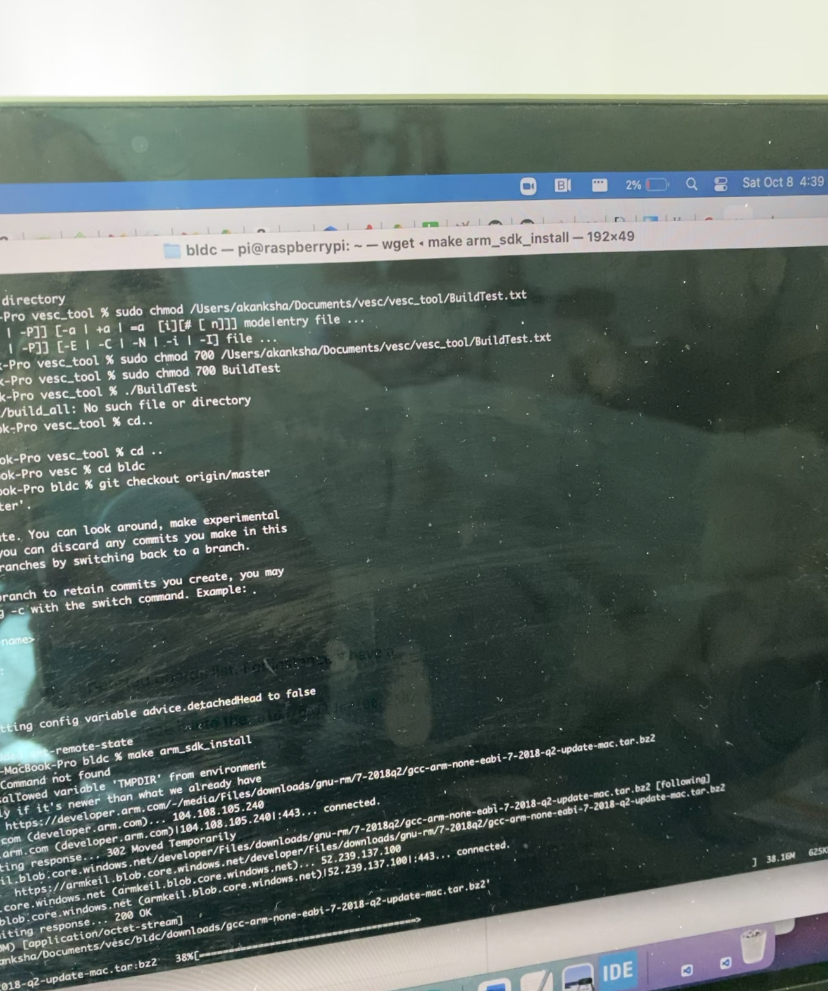 2%
Sat Oct 8 4:39
bldc — pi@raspberrypi: ~ — wget ◂ make arm_sdk_install — 192×49
directory
-Pro vesc_tool % sudo chmod /Users/akanksha/Documents/vesc/vesc_tool/BuildTest.txt
| -P]] [-a | +a | =a [i][# [ n]]] mode|entry file ...
| -P]] [-E | -C | -N | -i | -I] file ...
k-Pro vesc_tool % sudo chmod 700 /Users/akanksha/Documents/vesc/vesc_tool/BuildTest.txt
k-Pro vesc_tool % sudo chmod 700 BuildTest
k-Pro vesc_tool % ./BuildTest
/build_all: No such file or directory
ok-Pro vesc_tool % cd..
ok-Pro vesc_tool % cd ..
ook-Pro vesc % cd bldc
ook-Pro bldc % git checkout origin/master
ter'.
ate. You can look around, make experimental
you can discard any commits you make in this
ranches by switching back to a branch.
branch to retain commits you create, you may
g -c with the switch command. Example:
name>
:
tting config variable advice.detachedHead to false
-remote-state
-MacBook-Pro bldc % make arm_sdk_install
Command not found
allowed variable 'TMPDIR' from environment
ly if it's newer than what we already have
https://developer.arm.com/-/media/Files/downloads/gnu-rm/7-2018q2/gcc-arm-none-eabi-7-2018-q2-update-mac.tar.bz2
com (developer.arm.com)... 104.108.105.240
arm.com (developer.arm.com)|104.108.105.240|:443... connected.
ting response... 302 Moved Temporarily
il.blob.core.windows.net/developer/Files/downloads/gnu-rm/7-2018q2/gcc-arm-none-eabi-7-2018-q2-update-mac.tar.bz2 [following]
https://armkeil.blob.core.windows.net/developer/Files/downloads/gnu-rm/7-2018q2/gcc-arm-none-eabi-7-2018-q2-update-mac.tar.bz2
.core.windows.net (armkeil.blob.core.windows.net)... 52.239.137.100
blob.core.windows.net (armkeil.blob.core.windows.net)|52.239.137.100|:443... connected.
iting response... 200 OK
M) [application/octet-stream]
anksha/Documents/vesc/bldc/downloads/gcc-arm-none-eabi-7-2018-q2-update-mac.tar.bz2'
018-q2-update-mac.tar.bz2 38%[=====> ] 38.16M 625K
IDE